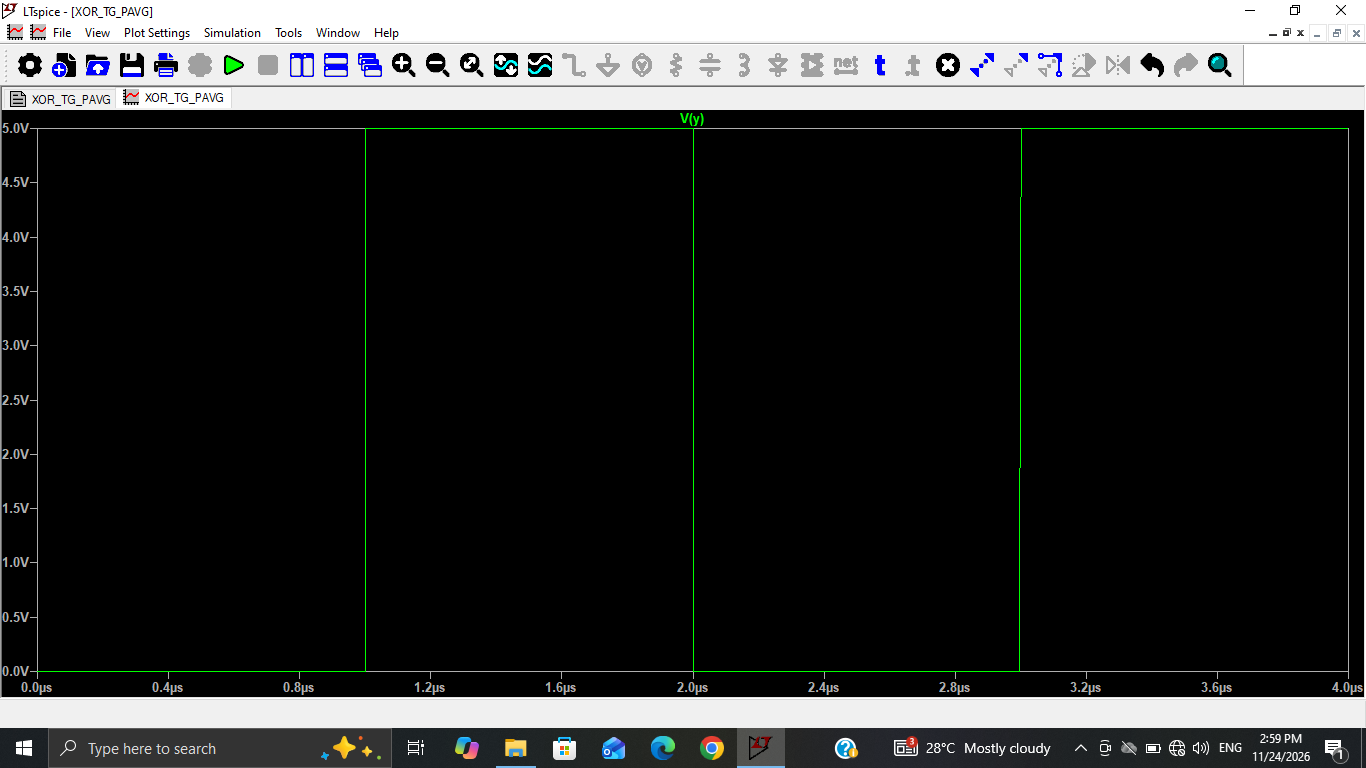 LTspice - [XOR_TG_PAVG]
File View Plot Settings Simulation Tools Window Help
net t t
XOR_TG_PAVG XOR_TG_PAVG
V(y)
5.0V
4.5V
4.0V
3.5V
3.0V
2.5V
2.0V
1.5V
1.0V
0.5V
0.0V
0.0µs 0.4µs 0.8µs 1.2µs 1.6µs 2.0µs 2.4µs 2.8µs 3.2µs 3.6µs 4.0µs
Type here to search
3 28°C Mostly cloudy ENG 2:59 PM 1
11/24/2026